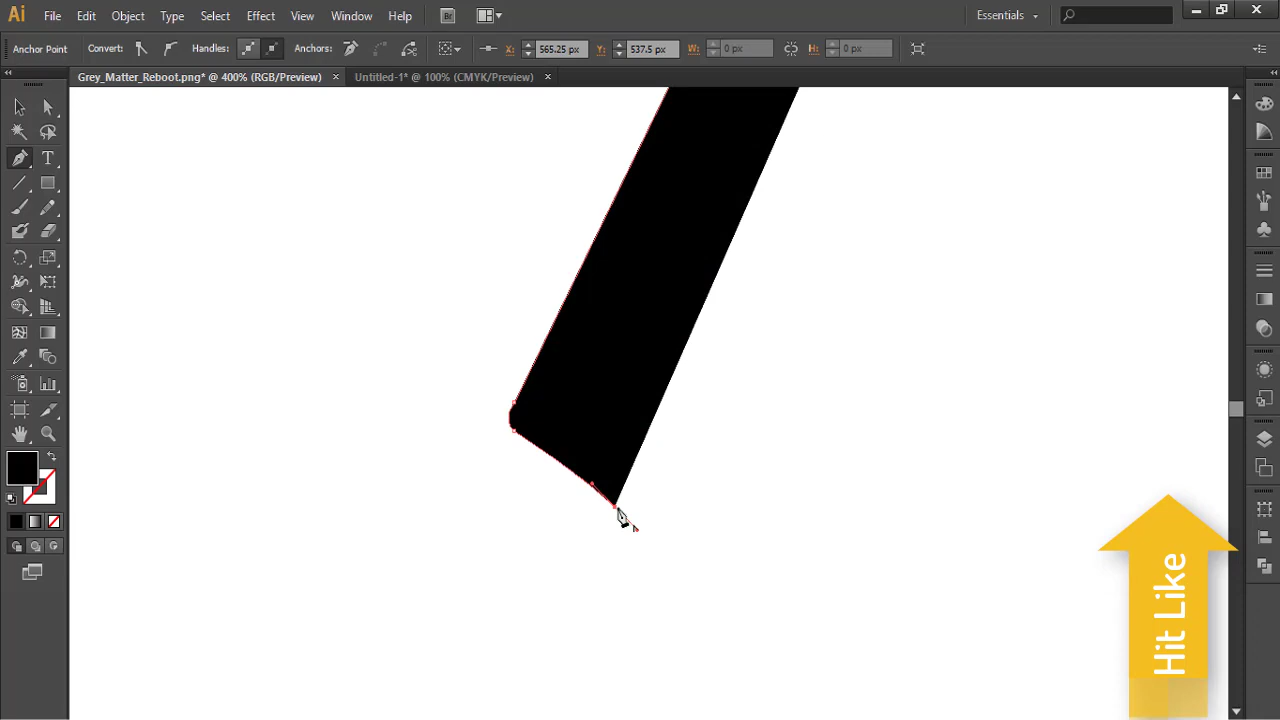 Ai File Edit Object Type Select Effect View Window Help Br Essentials
Anchor Point Convert: Handles: Anchors: X: 565.25 px Y: 537.5 px W: 0 px H: 0 px
Grey_Matter_Reboot.png* @ 400% (RGB/Preview) × Untitled-1* @ 100% (CMYK/Preview) ×
T
Hit Like